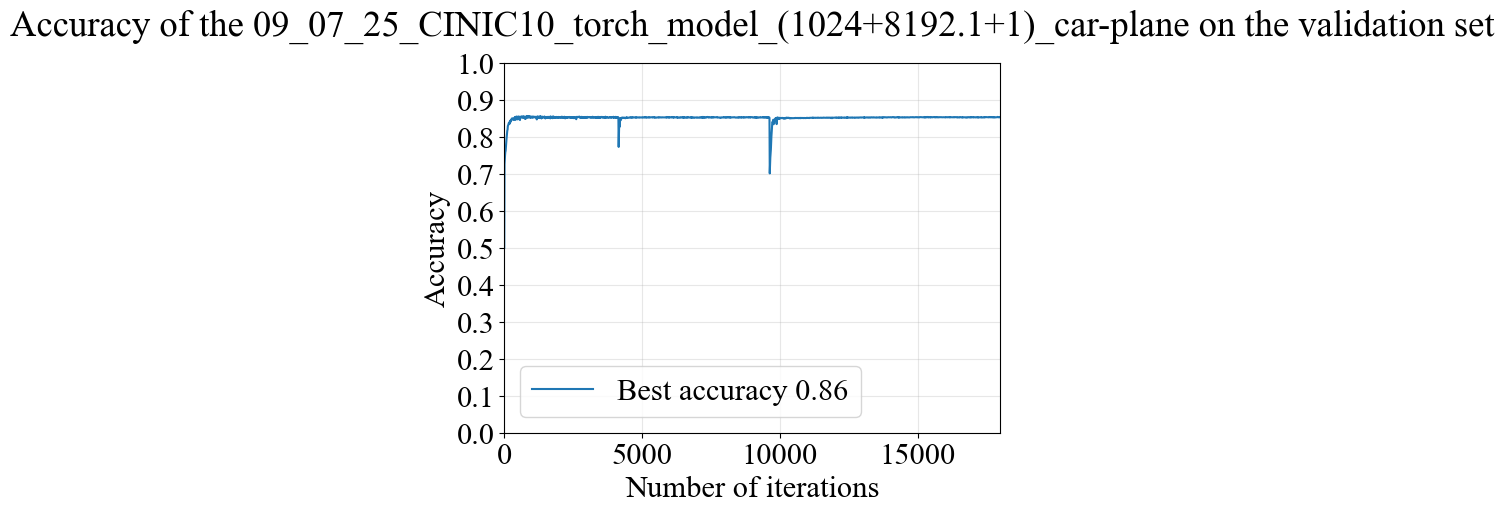 Accuracy of the 09_07_25_CINIC10_torch_model_(1024+8192.1+1)_car-plane on the validation set
1.0
0.9
0.8
0.7
0.6
0.5
0.4
0.3
0.2
0.1
0.0
Accuracy
Best accuracy 0.86
0 5000 10000 15000
Number of iterations